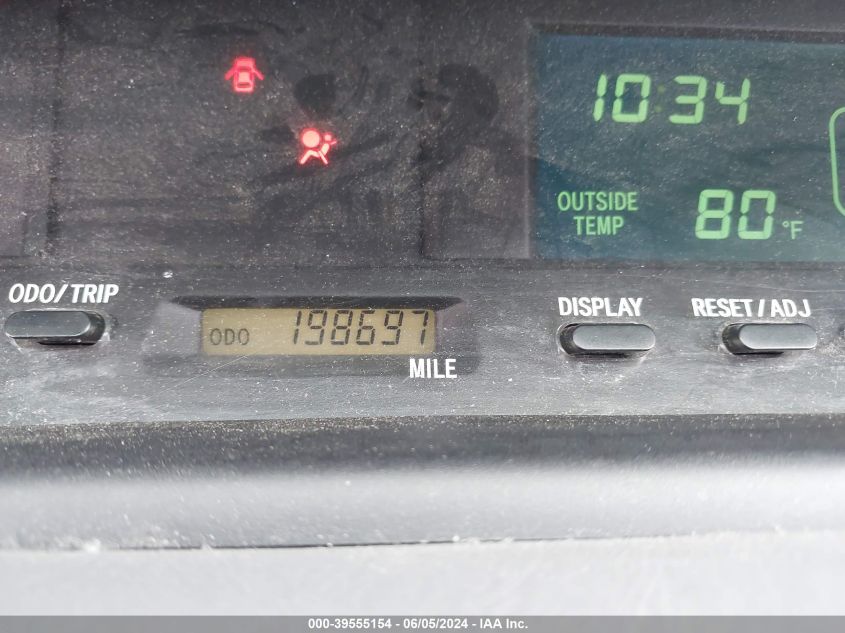 10:34
OUTSIDE
TEMP
80°F
ODO/TRIP
ODO 198697
MILE
DISPLAY
RESET/ADJ
000-39555154 - 06/05/2024 - IAA Inc.